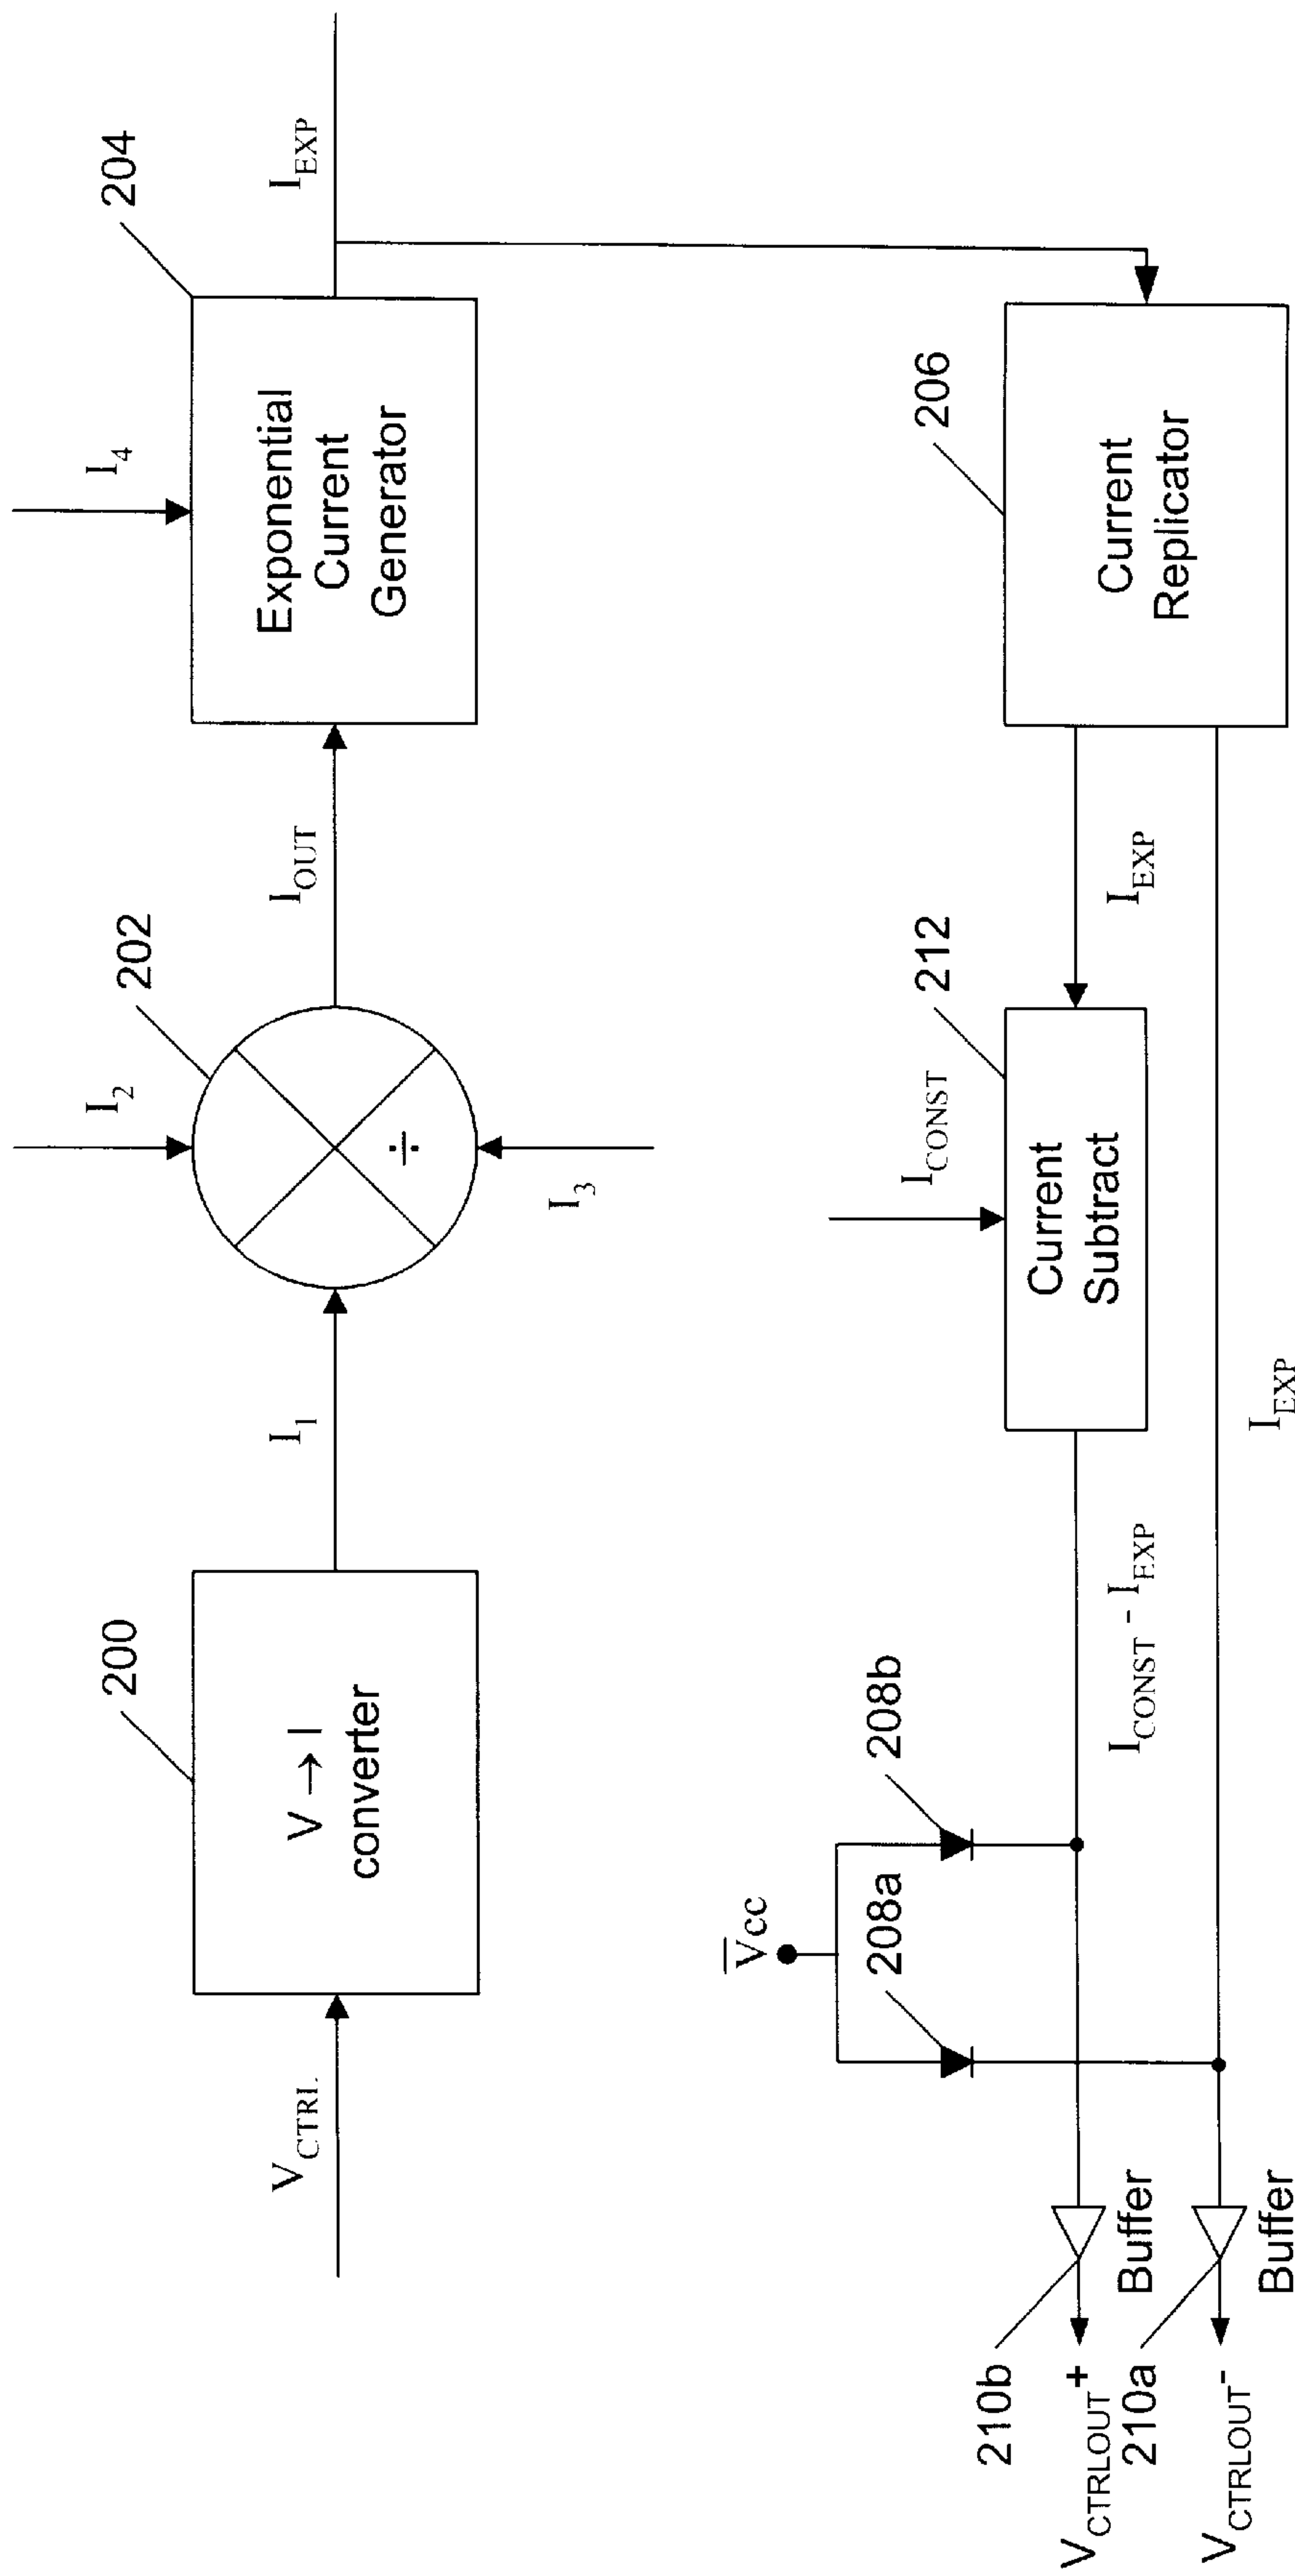 200
V → I
converter
V_CTRL
I_1
202
I_2
÷
I_3
I_OUT
204
I_4
Exponential
Current
Generator
I_EXP
Vcc
208a
208b
210b
Buffer
V_CTRLOUT+
210a
Buffer
V_CTRLOUT-
I_CONST - I_EXP
I_CONST
212
Current
Subtract
I_EXP
I_EXP
206
Current
Replicator